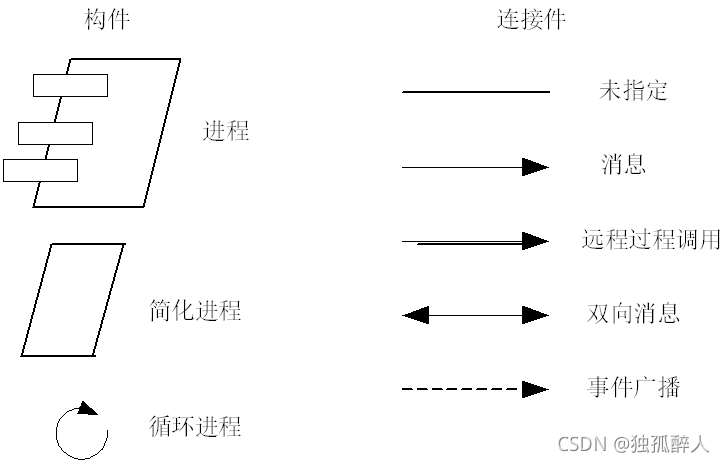 构件
连接件
进程
简化进程
循环进程
未指定
消息
远程过程调用
双向消息
事件广播
CSDN @独孤醉人